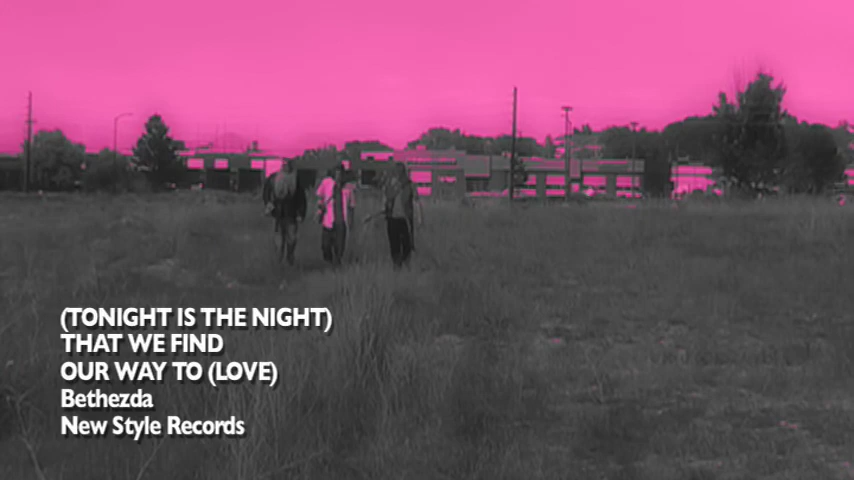 (TONIGHT IS THE NIGHT)
THAT WE FIND
OUR WAY TO (LOVE)
Bethezda
New Style Records